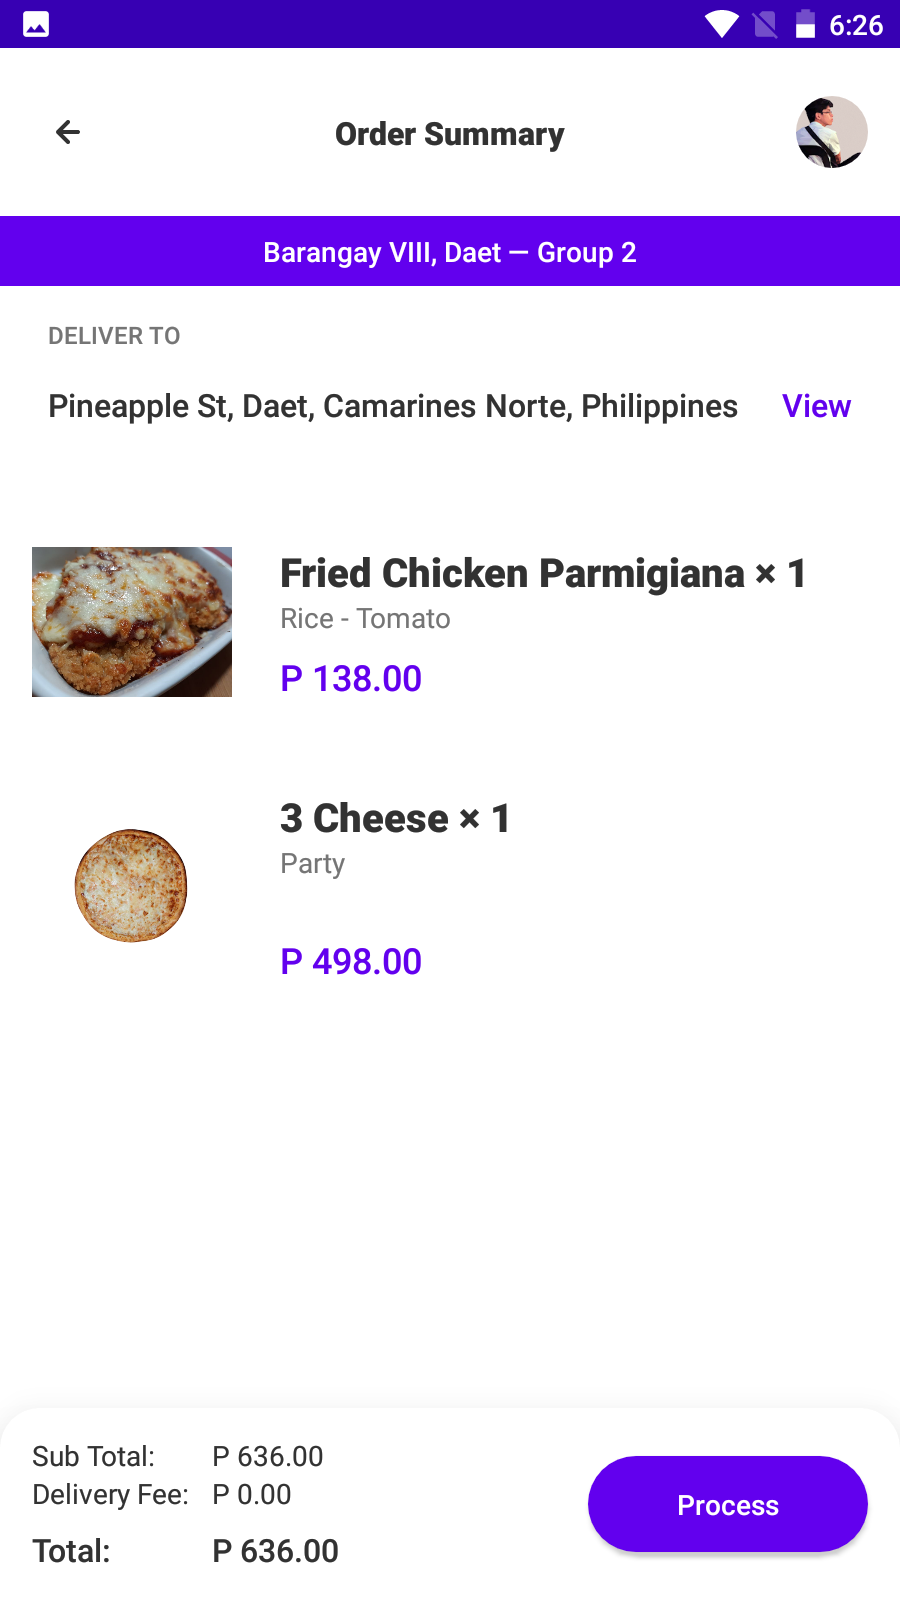 6:26
Order Summary
Barangay VIII, Daet — Group 2
DELIVER TO
Pineapple St, Daet, Camarines Norte, Philippines View
Fried Chicken Parmigiana × 1
Rice - Tomato
P 138.00
3 Cheese × 1
Party
P 498.00
Sub Total: P 636.00
Delivery Fee: P 0.00
Total: P 636.00
Process